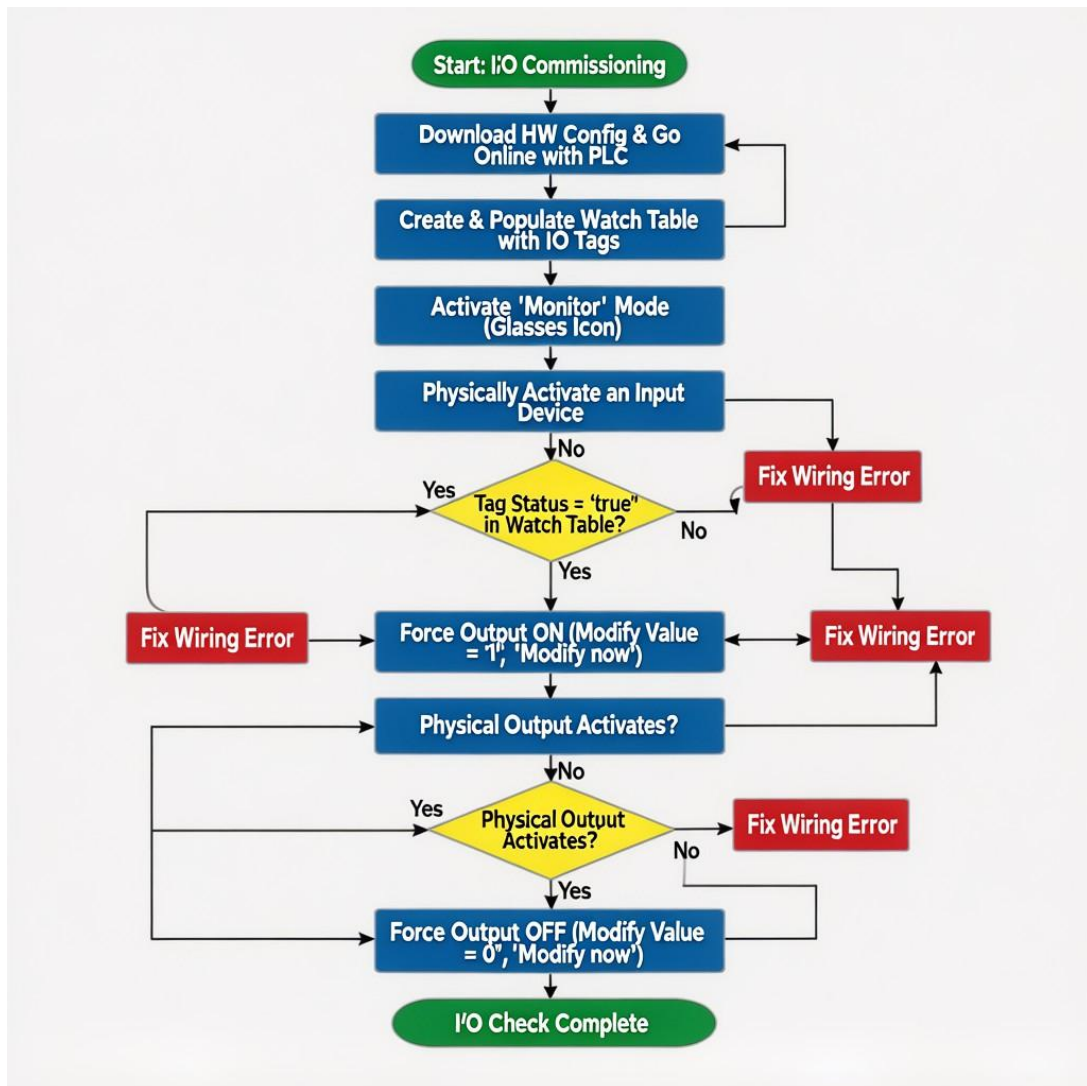 Start: I/O Commissioning
Download HW Config & Go
Online with PLC
Create & Populate Watch Table
with IO Tags
Activate 'Monitor' Mode
(Glasses Icon)
Physically Activate an Input
Device
No
Fix Wiring Error
Yes
Tag Status = 'true"
in Watch Table?
No
Yes
Fix Wiring Error
Force Output ON (Modify Value
= '1', 'Modify now')
Fix Wiring Error
Physical Output Activates?
No
Yes
Physical Output
Activates?
Fix Wiring Error
No
Yes
Force Output OFF (Modify Value
= 0", 'Modify now')
I/O Check Complete